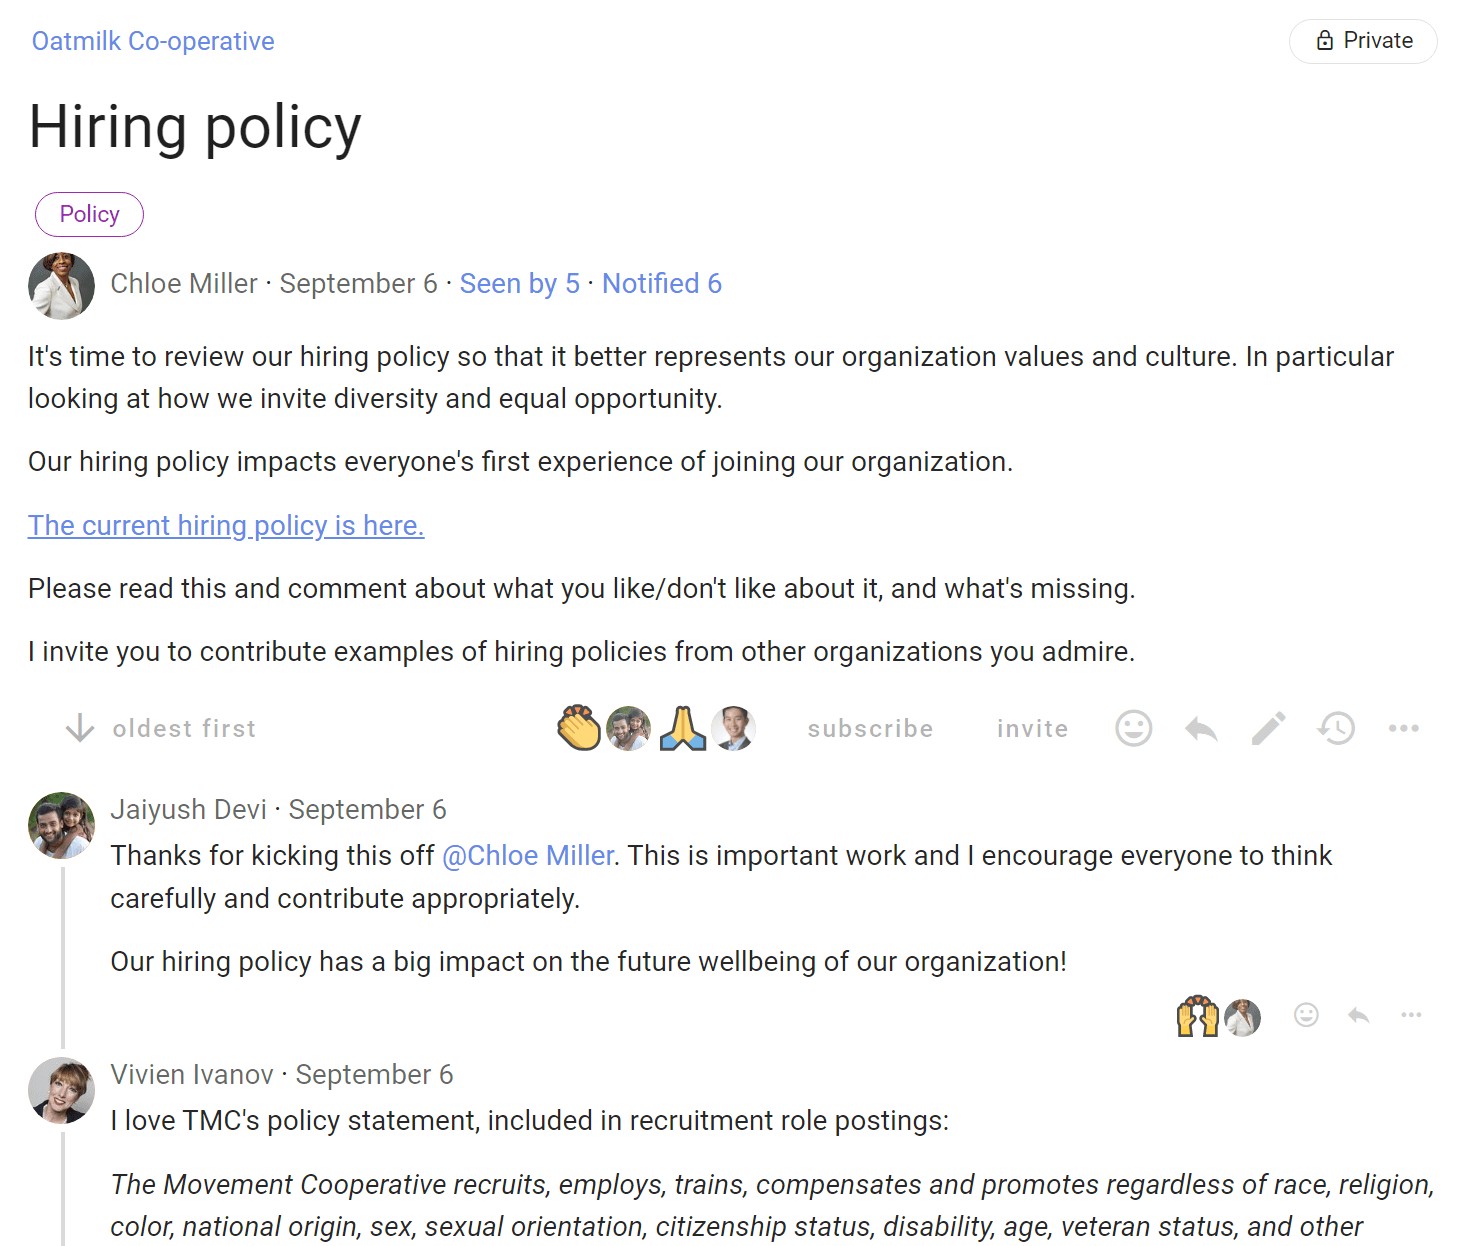 Oatmilk Co-operative
Private
Hiring policy
Policy
Chloe Miller · September 6 · Seen by 5 · Notified 6
It's time to review our hiring policy so that it better represents our organization values and culture. In particular
looking at how we invite diversity and equal opportunity.
Our hiring policy impacts everyone's first experience of joining our organization.
The current hiring policy is here.
Please read this and comment about what you like/don't like about it, and what's missing.
I invite you to contribute examples of hiring policies from other organizations you admire.
oldest first subscribe invite
Jaiyush Devi · September 6
Thanks for kicking this off @Chloe Miller. This is important work and I encourage everyone to think
carefully and contribute appropriately.
Our hiring policy has a big impact on the future wellbeing of our organization!
Vivien Ivanov · September 6
I love TMC's policy statement, included in recruitment role postings:
The Movement Cooperative recruits, employs, trains, compensates and promotes regardless of race, religion,
color, national origin, sex, sexual orientation, citizenship status, disability, age, veteran status, and other